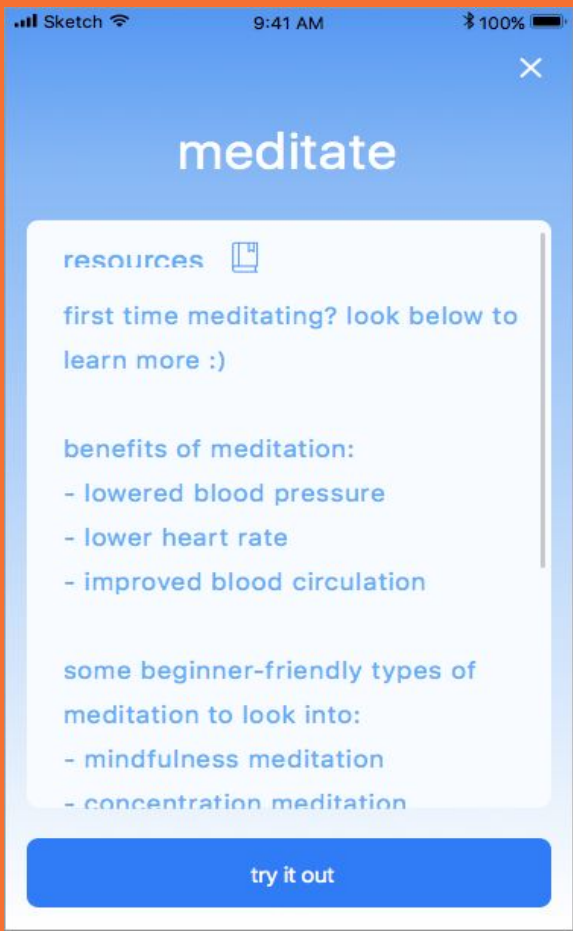 Sketch 9:41 AM 100%
meditate
resources
first time meditating? look below to
learn more :)
benefits of meditation:
- lowered blood pressure
- lower heart rate
- improved blood circulation
some beginner-friendly types of
meditation to look into:
- mindfulness meditation
- concentration meditation
try it out